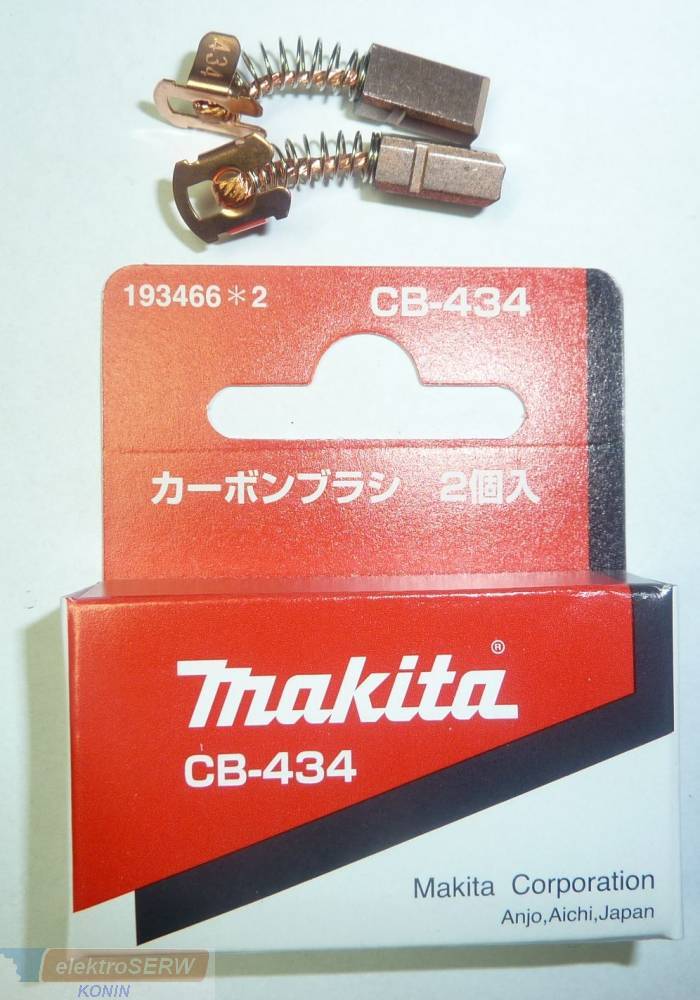 434
193466*2 CB-434
カーボンブラシ 2個入
makita®
CB-434
Makita Corporation
Anjo,Aichi,Japan
elektroSERW
KONIN